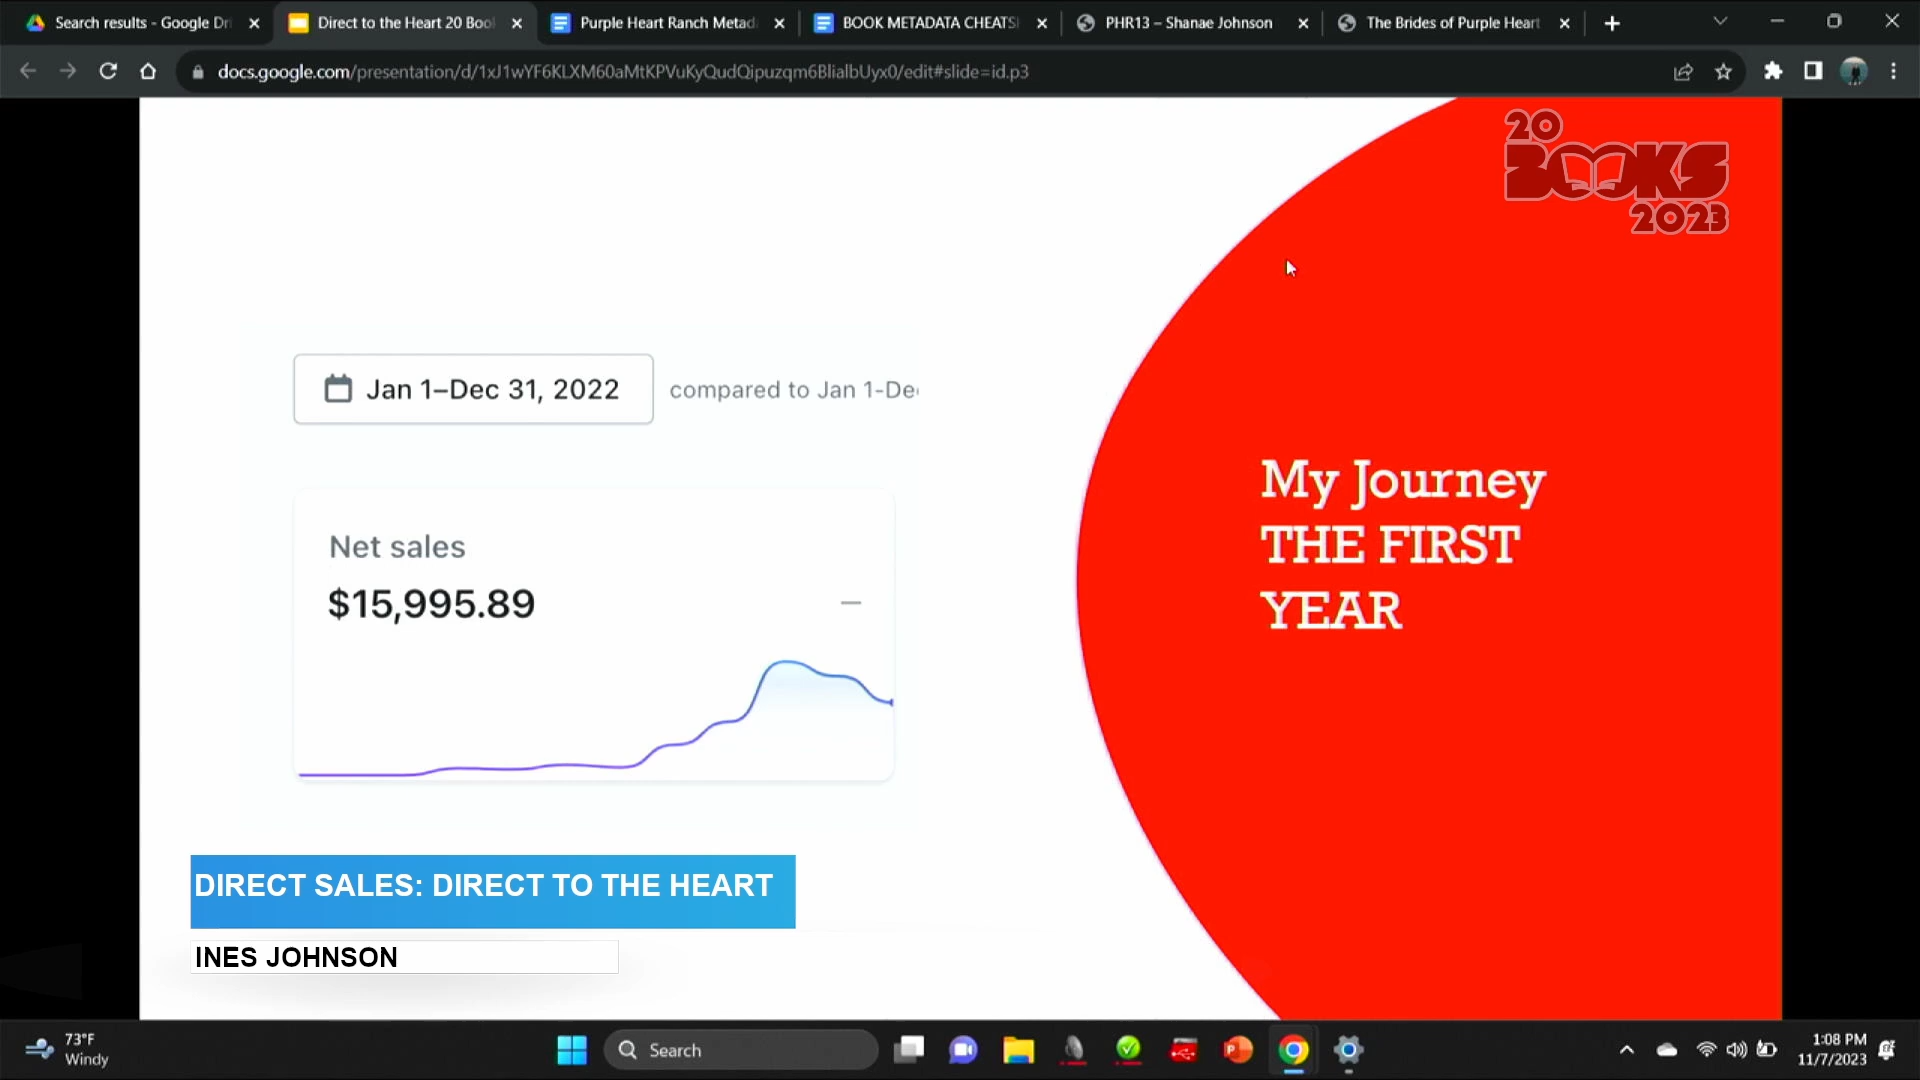 Search results - Google Dri
Direct to the Heart 20 Boo
Purple Heart Ranch Metad
BOOK METADATA CHEATS
PHR13 – Shanae Johnson
The Brides of Purple Heart
docs.google.com/presentation/d/1xJ1wYF6KLXM60aMtKPVuKyQudQipuzqm6BlialbUyx0/edit#slide=id.p3
20
BOOKS
2023
Jan 1–Dec 31, 2022
compared to Jan 1-De
Net sales
$15,995.89
My Journey
THE FIRST
YEAR
DIRECT SALES: DIRECT TO THE HEART
INES JOHNSON
73°F
Windy
Search
1:08 PM
11/7/2023